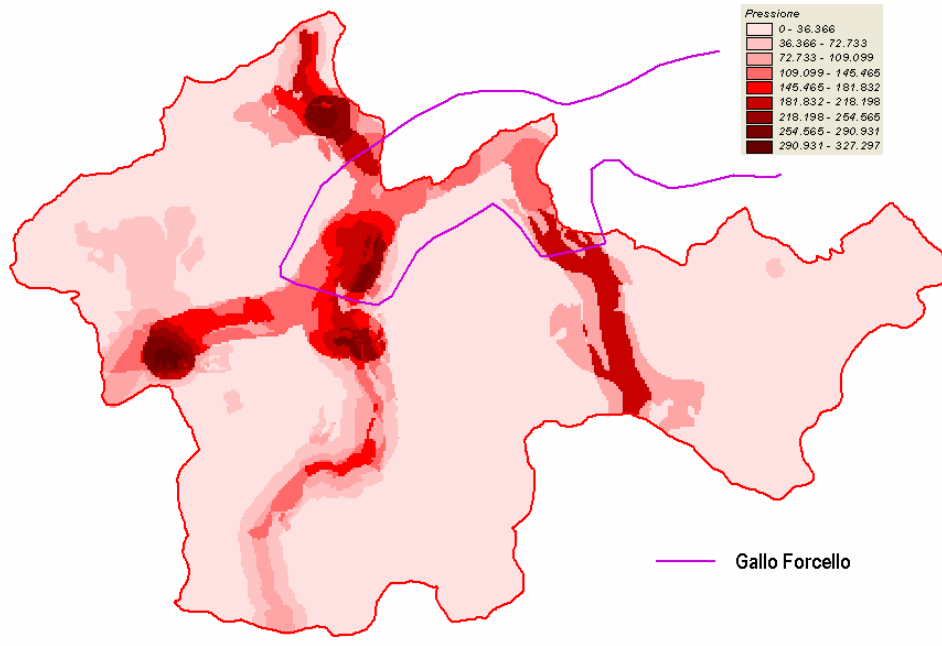 Pressione
0 - 36.366
36.366 - 72.733
72.733 - 109.099
109.099 - 145.465
145.465 - 181.832
181.832 - 218.198
218.198 - 254.565
254.565 - 290.931
290.931 - 327.297
Gallo Forcello